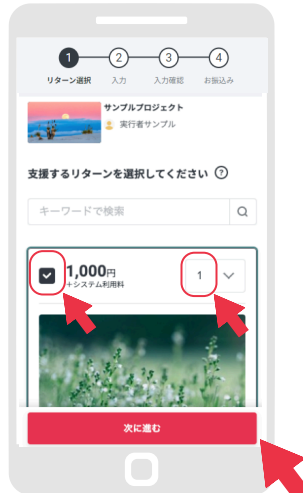 1 2 3 4
リターン選択 入力 入力確認 お振込み
サンプルプロジェクト
実行者サンプル
支援するリターンを選択してください ?
キーワードで検索
1,000円
+システム利用料
1
次に進む